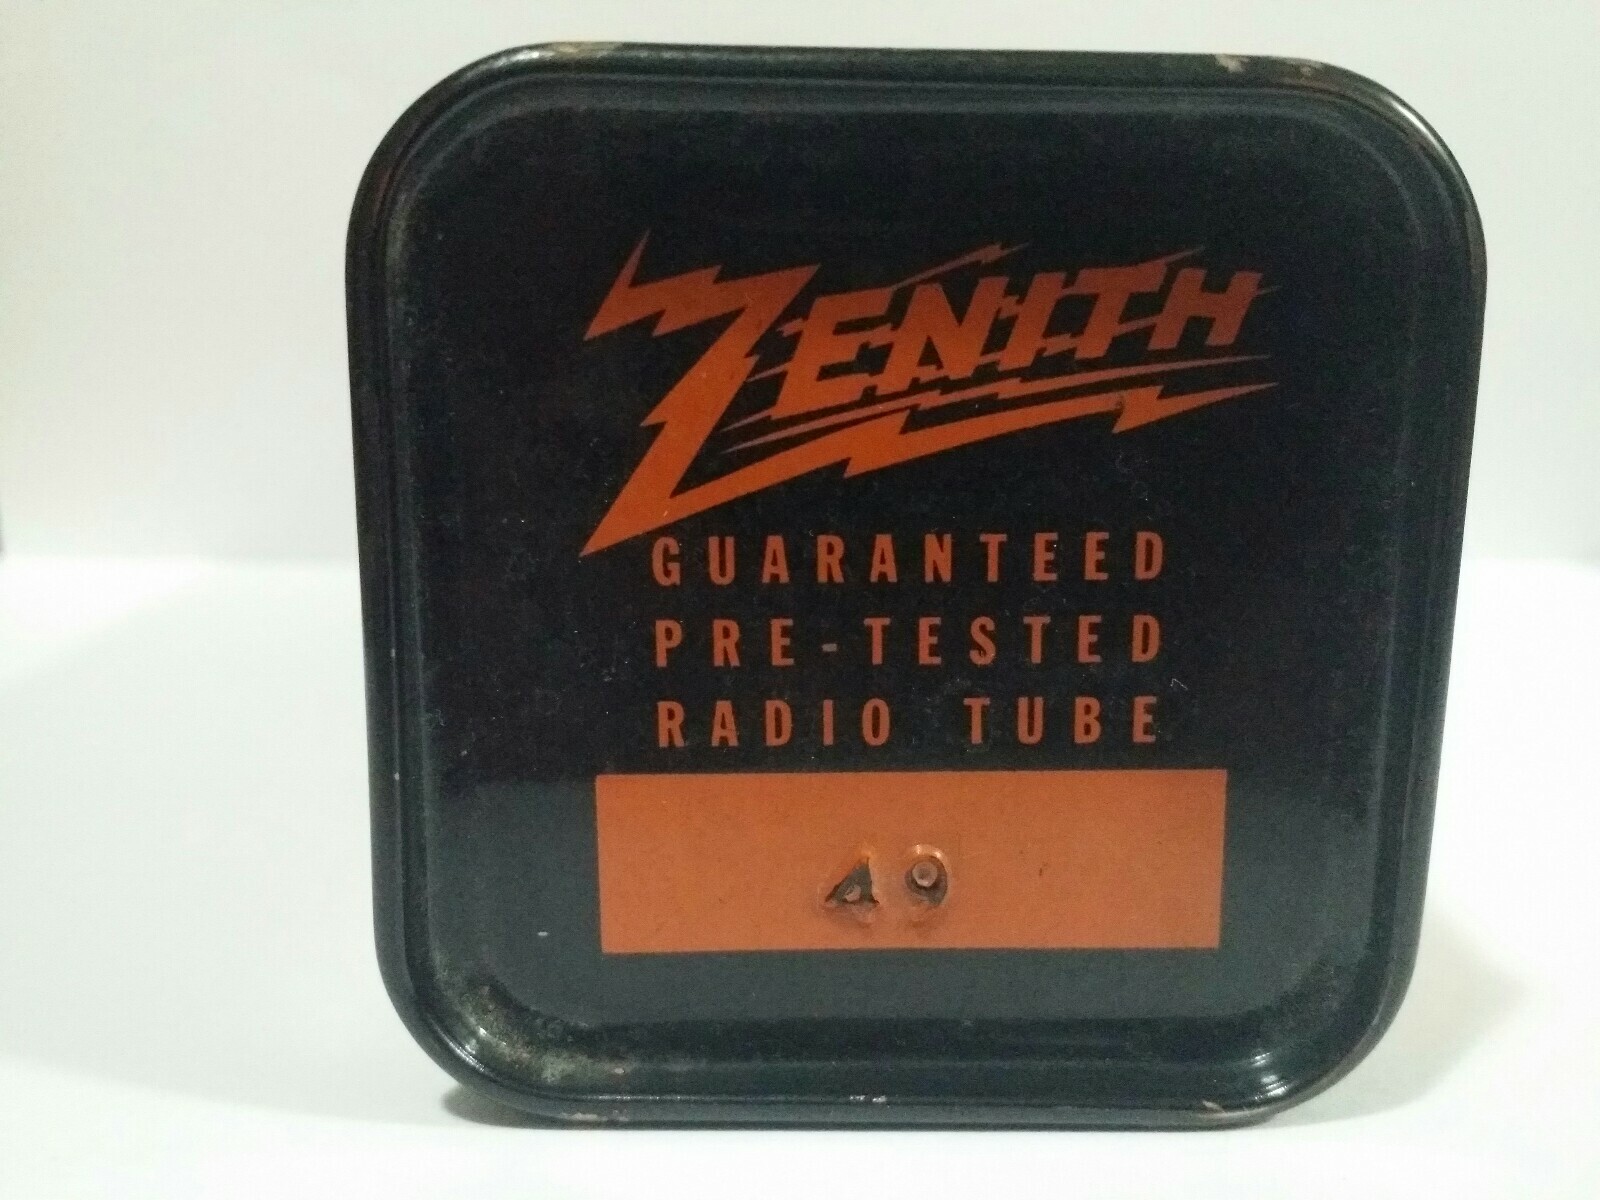 ZENITH
GUARANTEED
PRE-TESTED
RADIO TUBE
49